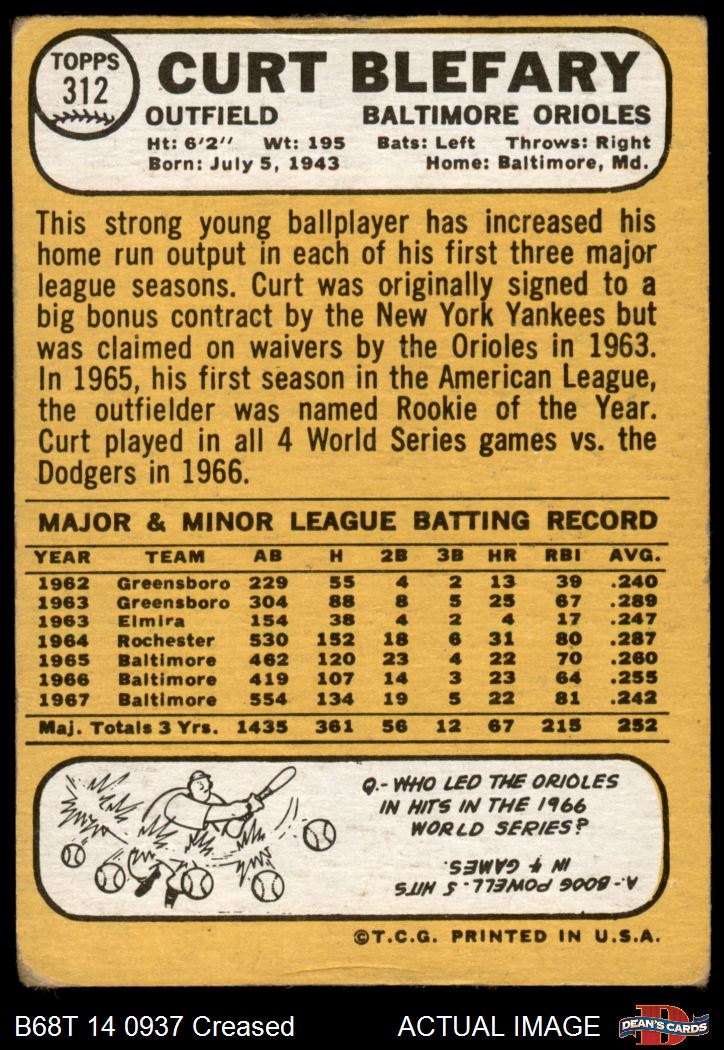 TOPPS
312
CURT BLEFARY
OUTFIELD BALTIMORE ORIOLES
Ht: 6'2" Wt: 195 Bats: Left Throws: Right
Born: July 5, 1943 Home: Baltimore, Md.
This strong young ballplayer has increased his
home run output in each of his first three major
league seasons. Curt was originally signed to a
big bonus contract by the New York Yankees but
was claimed on waivers by the Orioles in 1963.
In 1965, his first season in the American League,
the outfielder was named Rookie of the Year.
Curt played in all 4 World Series games vs. the
Dodgers in 1966.
MAJOR & MINOR LEAGUE BATTING RECORD
YEAR TEAM AB H 2B 3B HR RBI AVG.
1962 Greensboro 229 55 4 2 13 39 .240
1963 Greensboro 304 88 8 5 25 67 .289
1963 Elmira 154 38 4 2 4 17 .247
1964 Rochester 530 152 18 6 31 80 .287
1965 Baltimore 462 120 23 4 22 70 .260
1966 Baltimore 419 107 14 3 23 64 .255
1967 Baltimore 554 134 19 5 22 81 .242
Maj. Totals 3 Yrs. 1435 361 56 12 67 215 252
Q.- WHO LED THE ORIOLES
IN HITS IN THE 1966
WORLD SERIES?
A.- BOOG POWELL. 5 HITS
IN 4 GAMES.
©T.C.G. PRINTED IN U.S.A.
B68T 14 0937 Creased ACTUAL IMAGE
D
DEAN'S CARDS